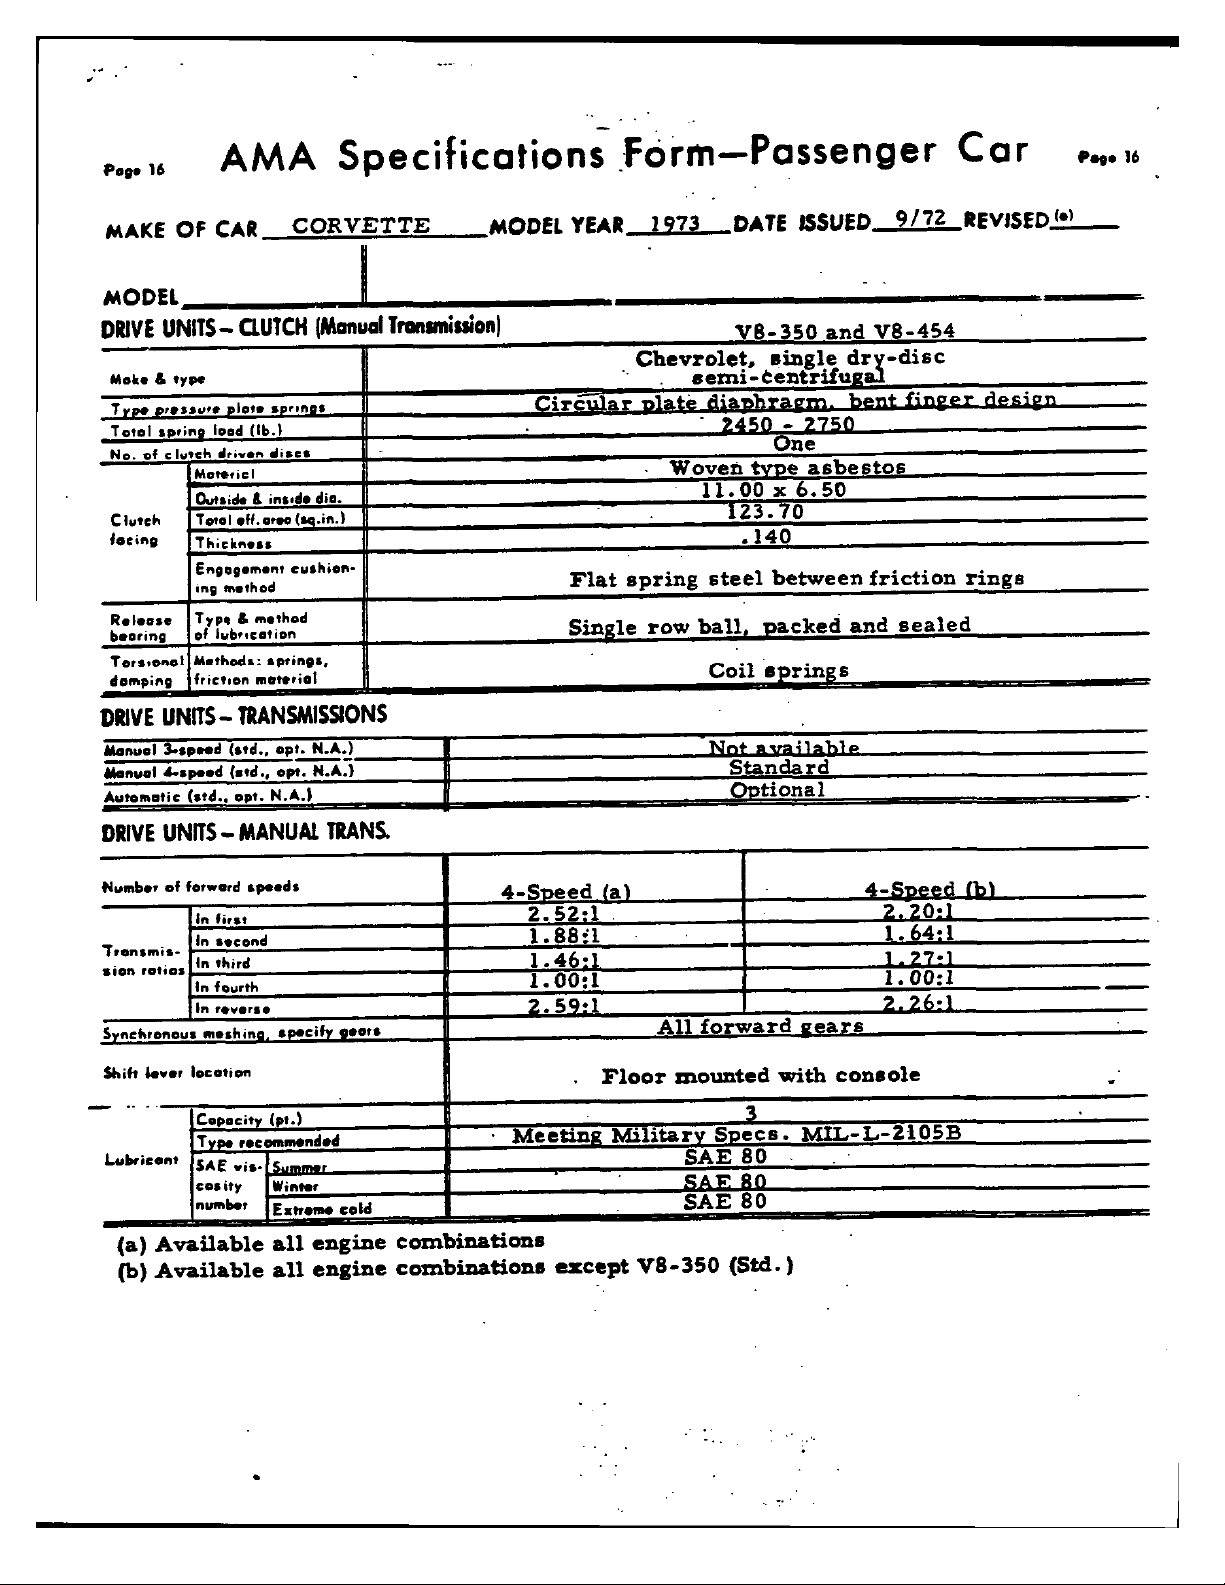 Page 16 AMA Specifications Form—Passenger Car Page 16
MAKE OF CAR CORVETTE MODEL YEAR 1973 DATE ISSUED 9/72 REVISED (•)
MODEL
DRIVE UNITS – CLUTCH (Manual Transmission) V8-350 and V8-454
Make & type Chevrolet, single dry-disc semi-centrifugal
Type pressure plate springs Circular plate diaphragm, bent finger design
Total spring load (lb.) 2450 - 2750
No. of clutch driven discs One
Clutch facing
Material Woven type asbestos
Outside & inside dia. 11.00 x 6.50
Total eff. area (sq.in.) 123.70
Thickness .140
Engagement cushion-
ing method Flat spring steel between friction rings
Release bearing Type & method of lubrication Single row ball, packed and sealed
Torsional damping Methods: springs, friction material Coil springs
DRIVE UNITS – TRANSMISSIONS
Manual 3-speed (std., opt. N.A.) Not available
Manual 4-speed (std., opt. N.A.) Standard
Automatic (std., opt. N.A.) Optional
DRIVE UNITS – MANUAL TRANS.
Number of forward speeds 4-Speed (a) 4-Speed (b)
Transmis-
sion ratios
In first 2.52:1 2.20:1
In second 1.88:1 1.64:1
In third 1.46:1 1.27:1
In fourth 1.00:1 1.00:1
In reverse 2.59:1 2.26:1
Synchronous meshing, specify gears All forward gears
Shift lever location Floor mounted with console
Lubricant
Capacity (pt.) 3
Type recommended Meeting Military Specs. MIL-L-2105B
SAE vis-
cosity
number
Summer SAE 80
Winter SAE 80
Extreme cold SAE 80
(a) Available all engine combinations
(b) Available all engine combinations except V8-350 (Std.)